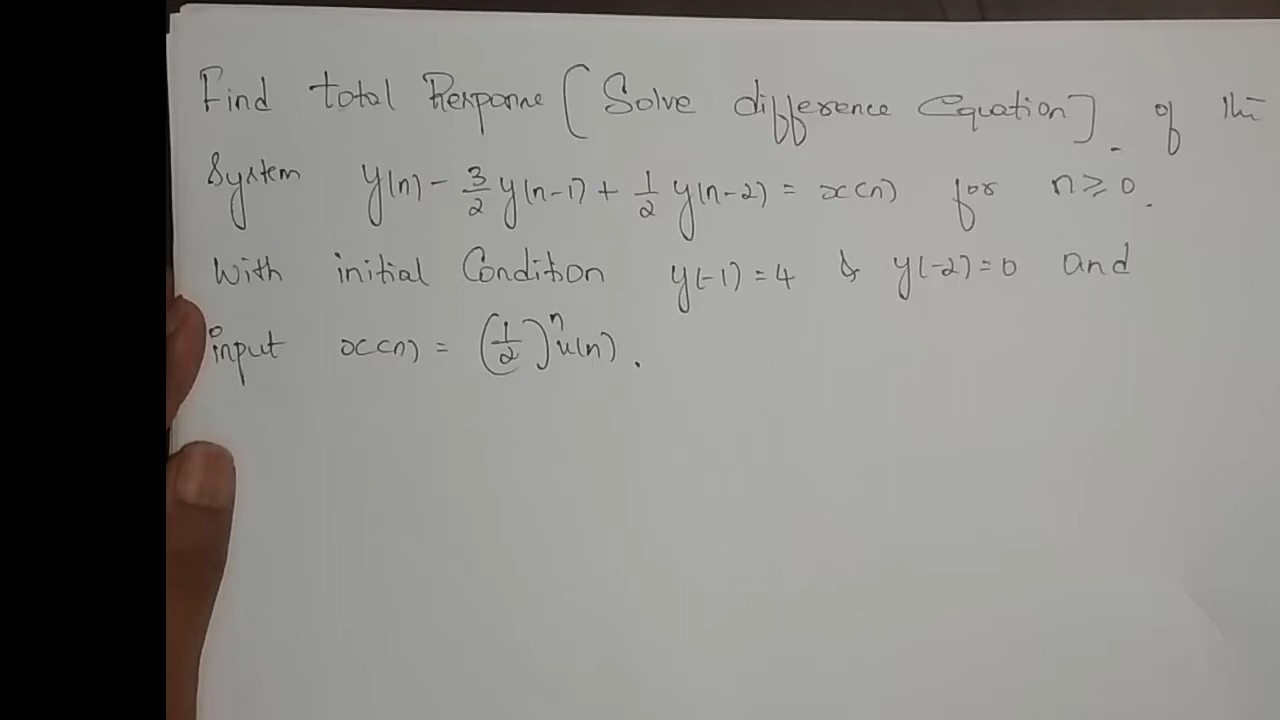 Find total Response [Solve difference Equation] of the
System y(n) - 3/2 y(n-1) + 1/2 y(n-2) = x(n) for n ≥ 0.
With initial Condition y(-1) = 4 & y(-2) = 0 and
input x(n) = (1/2)^n u(n).